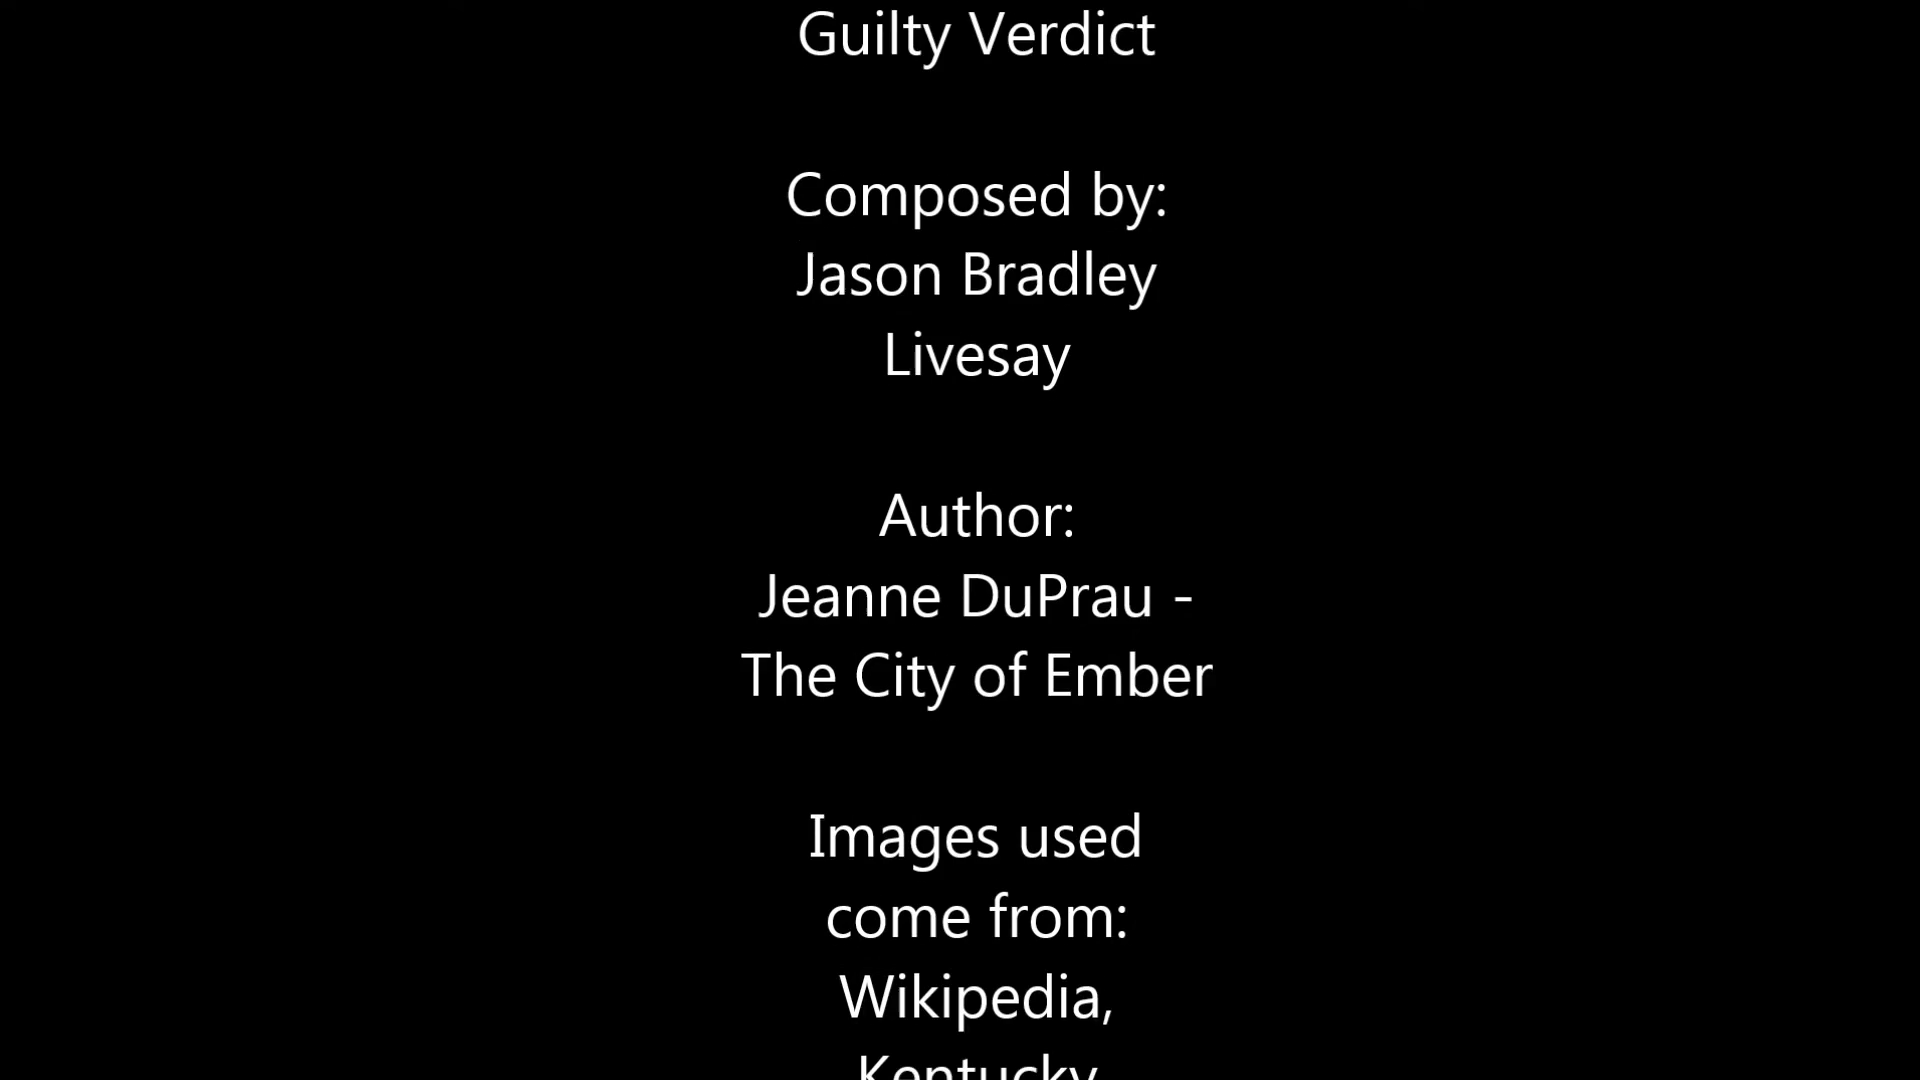 Guilty Verdict
Composed by:
Jason Bradley
Livesay
Author:
Jeanne DuPrau -
The City of Ember
Images used
come from:
Wikipedia,
Kentucky